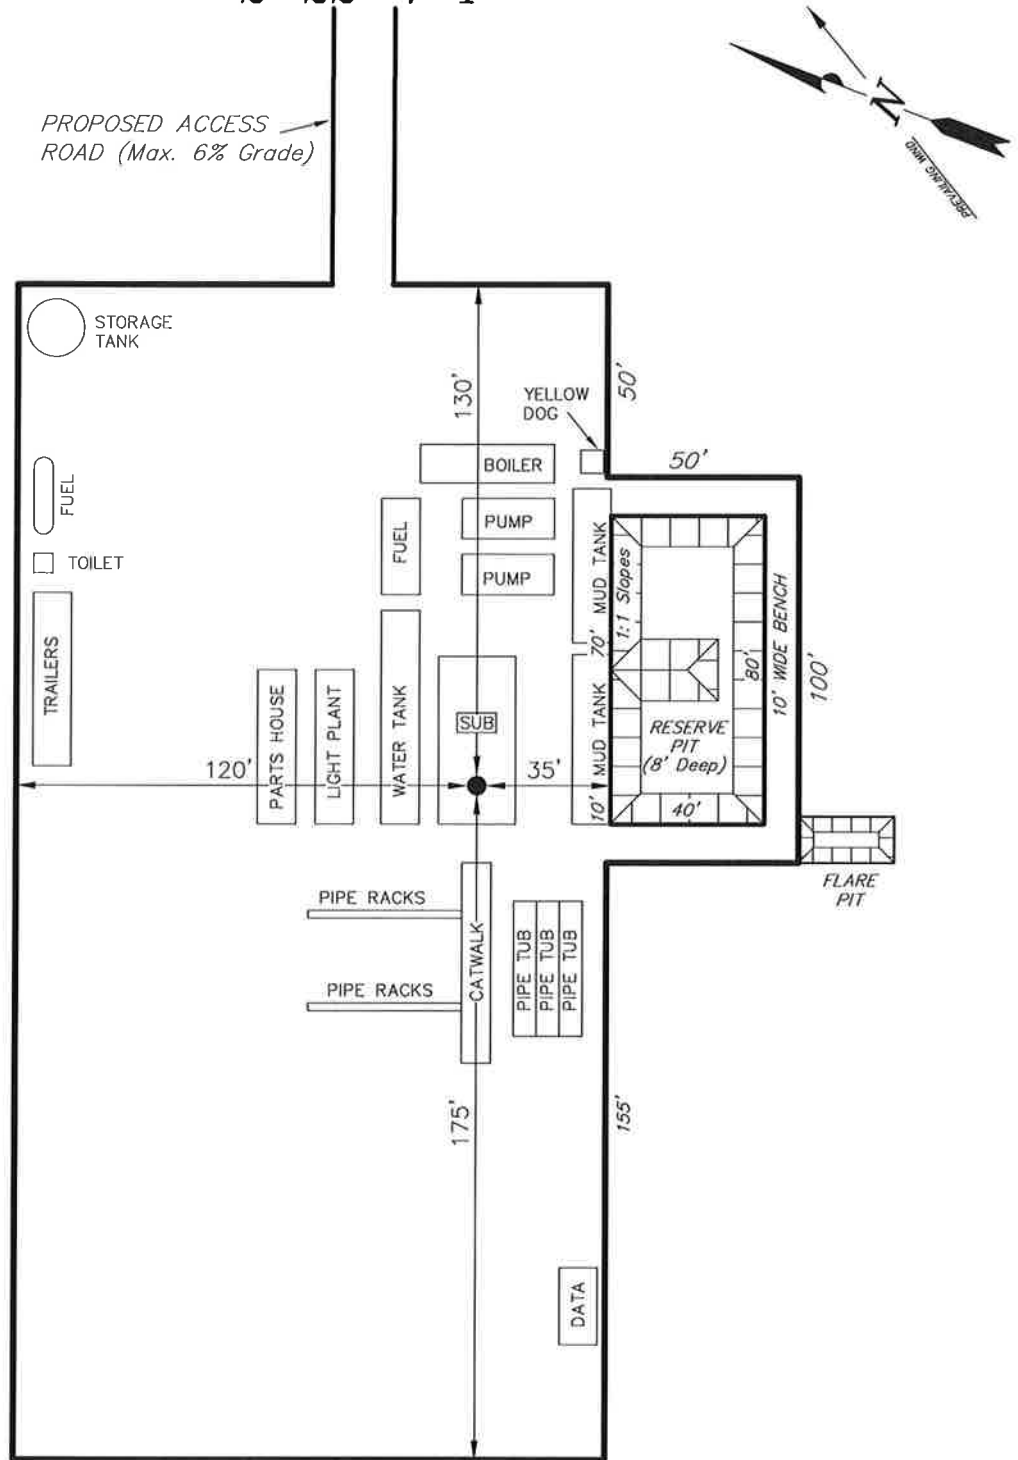 PROPOSED ACCESS
ROAD (Max. 6% Grade)
N
PREVAILING WIND
STORAGE
TANK
130'
YELLOW
DOG
50'
50'
FUEL
BOILER
FUEL
PUMP
PUMP
TOILET
MUD TANK
70'
1:1 Slopes
80'
10' WIDE BENCH
100'
TRAILERS
PARTS HOUSE
LIGHT PLANT
WATER TANK
SUB
MUD TANK
RESERVE
PIT
(8' Deep)
120'
35'
10'
40'
FLARE
PIT
PIPE RACKS
PIPE RACKS
CATWALK
PIPE TUB
PIPE TUB
PIPE TUB
175'
155'
DATA